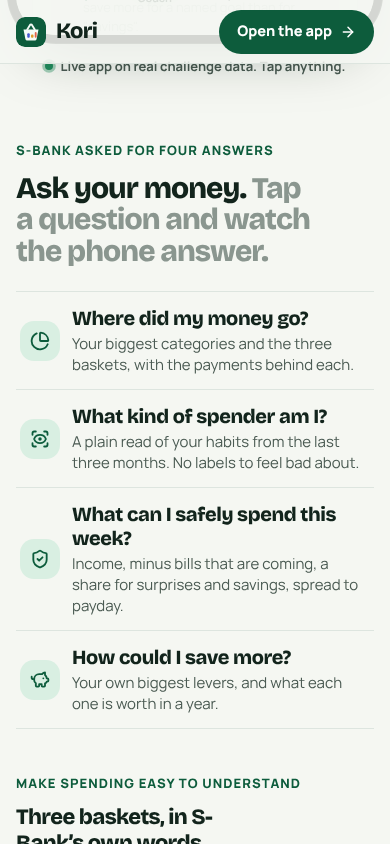 Kori
Open the app →
Live app on real challenge data. Tap anything.
S-BANK ASKED FOR FOUR ANSWERS
Ask your money. Tap
a question and watch
the phone answer.
Where did my money go?
Your biggest categories and the three
baskets, with the payments behind each.
What kind of spender am I?
A plain read of your habits from the last
three months. No labels to feel bad about.
What can I safely spend this
week?
Income, minus bills that are coming, a
share for surprises and savings, spread to
payday.
How could I save more?
Your own biggest levers, and what each
one is worth in a year.
MAKE SPENDING EASY TO UNDERSTAND
Three baskets, in S-
Bank's own words